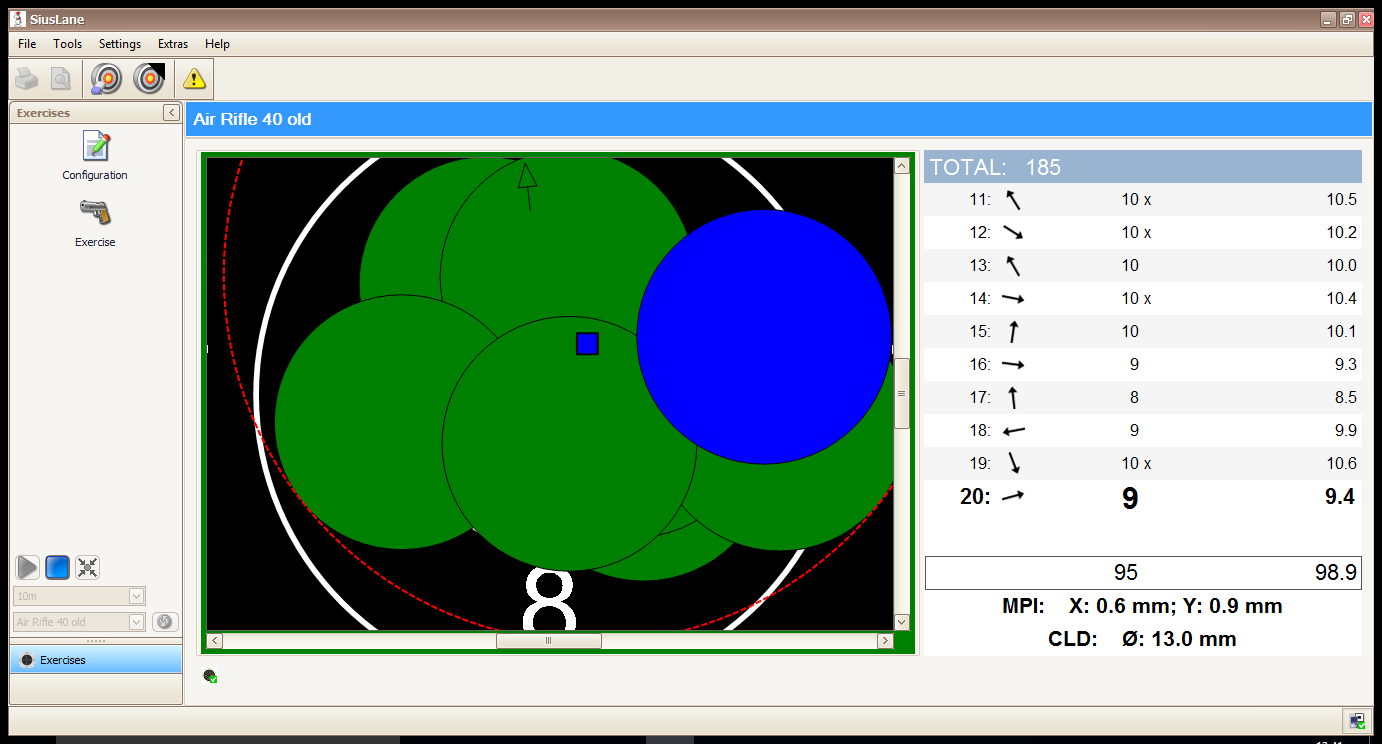 SiusLane
File Tools Settings Extras Help
Exercises
Configuration
Exercise
10m
Air Rifle 40 old
Exercises
Air Rifle 40 old
8
TOTAL: 185
11: 10 x 10.5
12: 10 x 10.2
13: 10 10.0
14: 10 x 10.4
15: 10 10.1
16: 9 9.3
17: 8 8.5
18: 9 9.9
19: 10 x 10.6
20: 9 9.4
95 98.9
MPI: X: 0.6 mm; Y: 0.9 mm
CLD: Ø: 13.0 mm